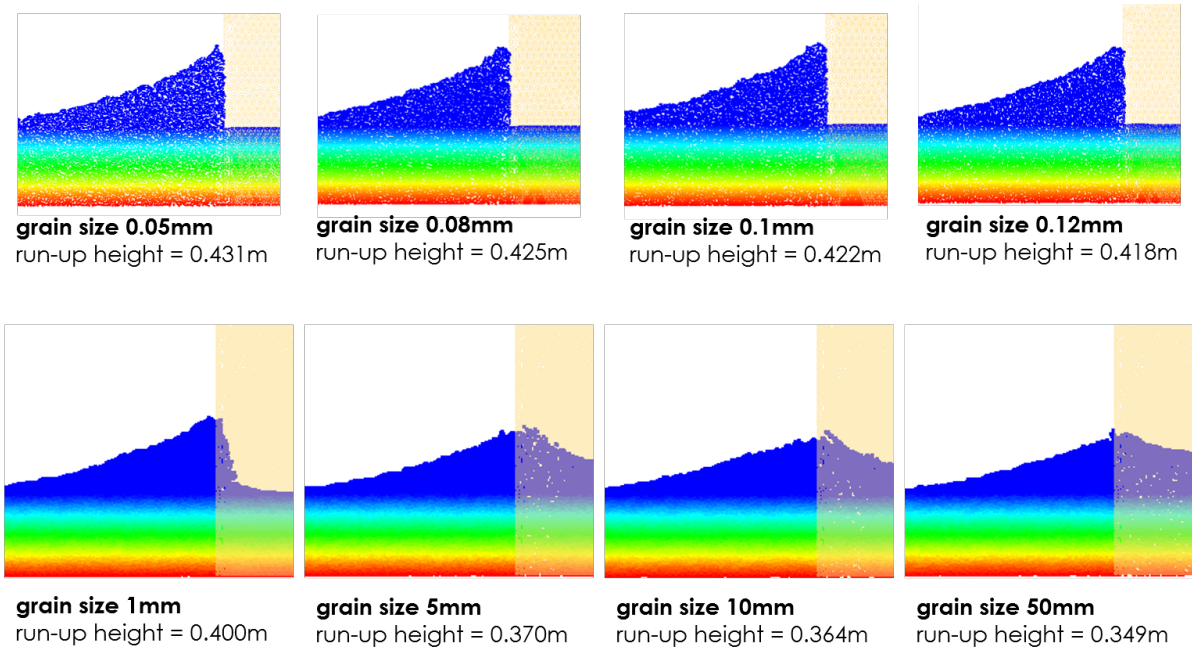 grain size 0.05mm
run-up height = 0.431m
grain size 0.08mm
run-up height = 0.425m
grain size 0.1mm
run-up height = 0.422m
grain size 0.12mm
run-up height = 0.418m
grain size 1mm
run-up height = 0.400m
grain size 5mm
run-up height = 0.370m
grain size 10mm
run-up height = 0.364m
grain size 50mm
run-up height = 0.349m